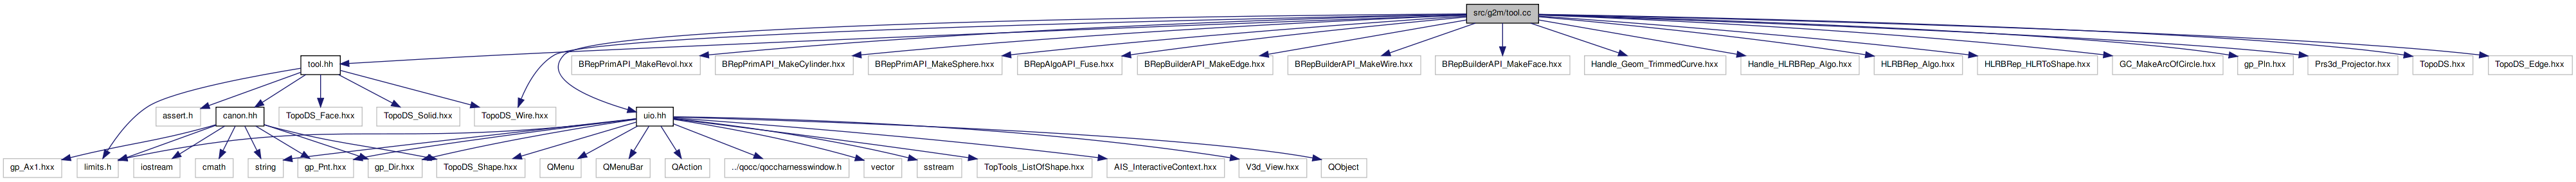 src/g2m/tool.cc
tool.hh
BRepPrimAPI_MakeRevol.hxx
BRepPrimAPI_MakeCylinder.hxx
BRepPrimAPI_MakeSphere.hxx
BRepAlgoAPI_Fuse.hxx
BRepBuilderAPI_MakeEdge.hxx
BRepBuilderAPI_MakeWire.hxx
BRepBuilderAPI_MakeFace.hxx
Handle_Geom_TrimmedCurve.hxx
Handle_HLRBRep_Algo.hxx
HLRBRep_Algo.hxx
HLRBRep_HLRToShape.hxx
GC_MakeArcOfCircle.hxx
gp_Pln.hxx
Prs3d_Projector.hxx
TopoDS.hxx
TopoDS_Edge.hxx
assert.h
canon.hh
TopoDS_Face.hxx
TopoDS_Solid.hxx
TopoDS_Wire.hxx
uio.hh
gp_Ax1.hxx
limits.h
iostream
cmath
string
gp_Pnt.hxx
gp_Dir.hxx
TopoDS_Shape.hxx
QMenu
QMenuBar
QAction
../qocc/qoccharnesswindow.h
vector
sstream
TopTools_ListOfShape.hxx
AIS_InteractiveContext.hxx
V3d_View.hxx
QObject